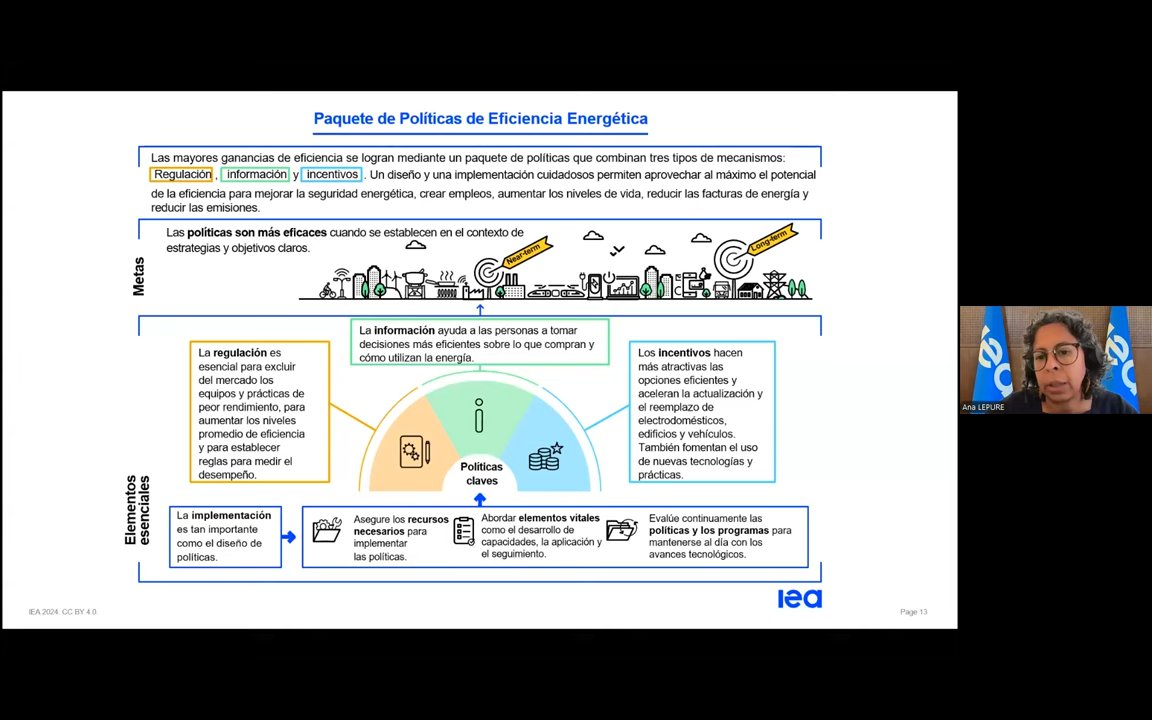 Paquete de Políticas de Eficiencia Energética
Las mayores ganancias de eficiencia se logran mediante un paquete de políticas que combinan tres tipos de mecanismos:
Regulación , información y incentivos . Un diseño y una implementación cuidadosos permiten aprovechar al máximo el potencial
de la eficiencia para mejorar la seguridad energética, crear empleos, aumentar los niveles de vida, reducir las facturas de energía y
reducir las emisiones.
Metas
Las políticas son más eficaces cuando se establecen en el contexto de
estrategias y objetivos claros.
Near-term
Long-term
Elementos
esenciales
La información ayuda a las personas a tomar
decisiones más eficientes sobre lo que compran y
cómo utilizan la energía.
La regulación es
esencial para excluir
del mercado los
equipos y prácticas de
peor rendimiento, para
aumentar los niveles
promedio de eficiencia
y para establecer
reglas para medir el
desempeño.
Los incentivos hacen
más atractivas las
opciones eficientes y
aceleran la actualización y
el reemplazo de
electrodomésticos,
edificios y vehículos.
También fomentan el uso
de nuevas tecnologías y
prácticas.
Políticas
claves
La implementación
es tan importante
como el diseño de
políticas.
Asegure los recursos
necesarios para
implementar
las políticas.
Abordar elementos vitales
como el desarrollo de
capacidades, la aplicación y
el seguimiento.
Evalúe continuamente las
políticas y los programas para
mantenerse al día con los
avances tecnológicos.
iea
IEA 2024. CC BY 4.0.
Page 13
Ana LEPURE